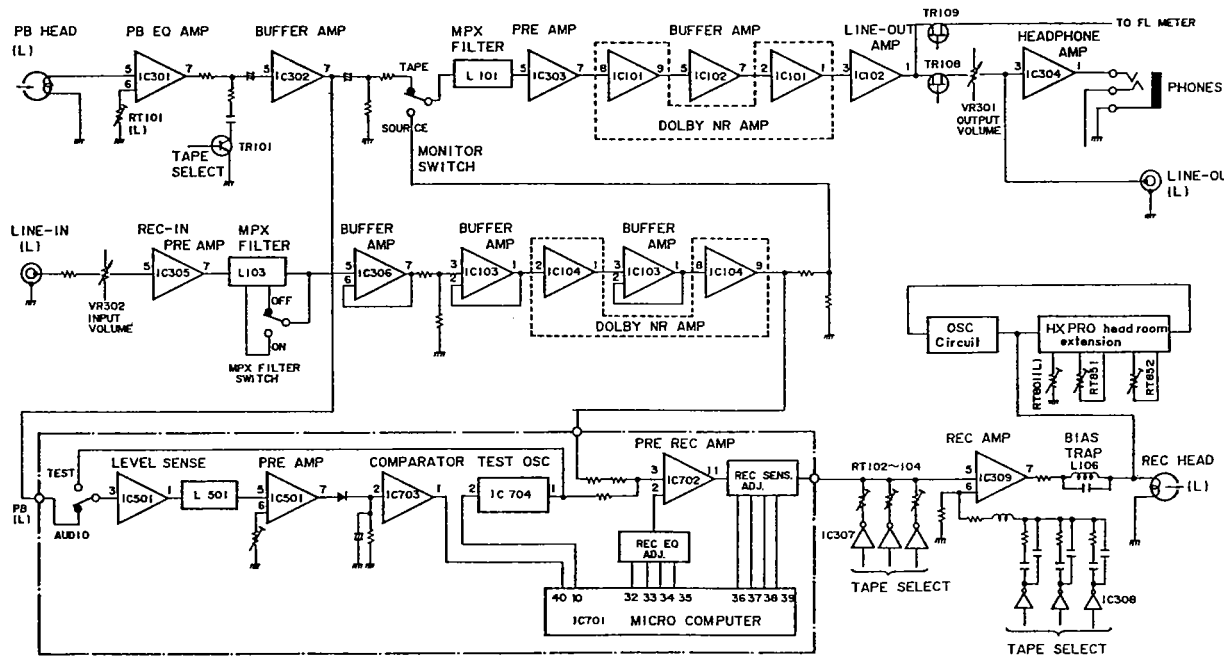 PB HEAD
(L)
PB EQ AMP
5
6
IC301
7
RT101
(L)
TAPE
SELECT
TR101
BUFFER AMP
5
IC302
7
TAPE
SOURCE
MONITOR
SWITCH
MPX
FILTER
L 101
PRE AMP
5
IC303
7
BUFFER AMP
8
IC101
9
5
IC102
7
2
IC101
1
DOLBY NR AMP
LINE-OUT
AMP
3
IC102
1
TR109
TR108
TO FL METER
VR301
OUTPUT
VOLUME
HEADPHONE
AMP
3
IC304
1
PHONES
LINE-OUT
(L)
LINE-IN
(L)
VR302
INPUT
VOLUME
REC-IN
PRE AMP
5
IC305
7
MPX
FILTER
L103
OFF
ON
MPX FILTER
SWITCH
BUFFER
AMP
5
6
IC306
7
BUFFER
AMP
3
2
IC103
1
2
IC104
1
BUFFER
AMP
3
2
IC103
1
8
IC104
9
DOLBY NR AMP
OSC
Circuit
HX PRO head room
extension
RT801(L)
RT851
RT852
PB
(L)
TEST
AUDIO
LEVEL SENSE
3
IC501
1
L 501
PRE AMP
5
6
IC501
7
COMPARATOR
2
IC703
1
TEST OSC
2
IC 704
1
PRE REC AMP
3
2
IC702
11
REC SENS.
ADJ.
REC EQ
ADJ.
40
10
32
33
34
35
36
37
38
39
IC701
MICRO COMPUTER
RT102~104
IC307
TAPE SELECT
REC AMP
5
6
IC309
7
BIAS
TRAP
L106
REC HEAD
(L)
IC308
TAPE SELECT